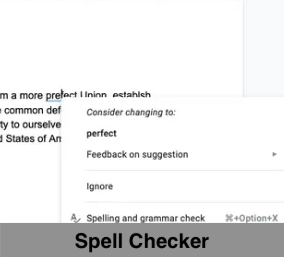 m a more prefect Union, establsh
e common def
ty to ourselve
d States of Am
Consider changing to:
perfect
Feedback on suggestion
Ignore
Spelling and grammar check ⌘+Option+X
Spell Checker